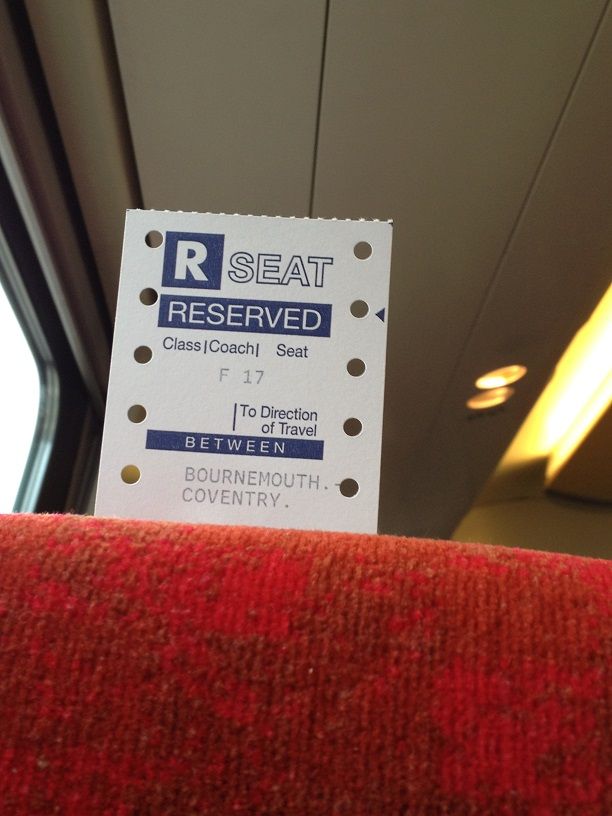 R SEAT
RESERVED
Class|Coach| Seat
F 17
|To Direction
of Travel
BETWEEN
BOURNEMOUTH.-
COVENTRY.